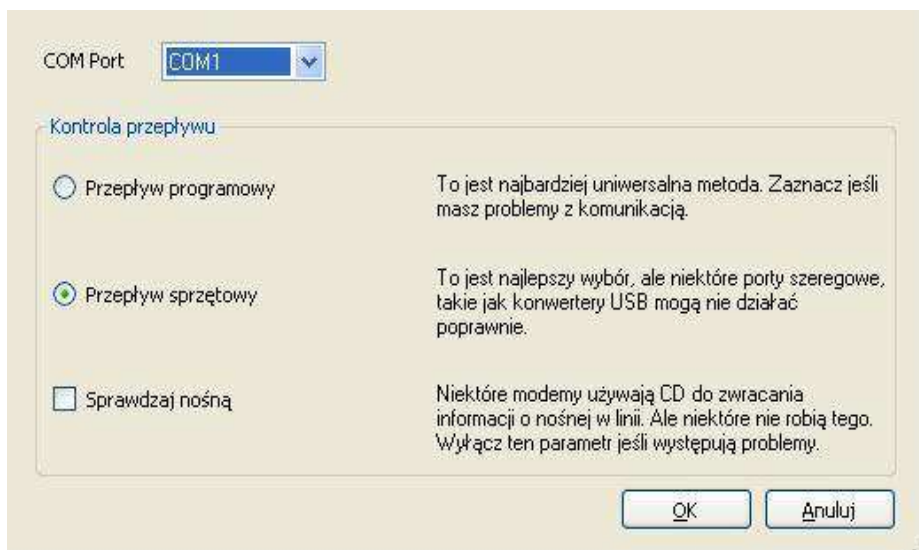 COM Port
COM1
Kontrola przepływu
Przepływ programowy
To jest najbardziej uniwersalna metoda. Zaznacz jeśli
masz problemy z komunikacją.
Przepływ sprzętowy
To jest najlepszy wybór, ale niektóre porty szeregowe,
takie jak konwertery USB mogą nie działać
poprawnie.
Sprawdzaj nośną
Niektóre modemy używają CD do zwracania
informacji o nośnej w linii. Ale niektóre nie robią tego.
Wyłącz ten parametr jeśli występują problemy.
OK
Anuluj